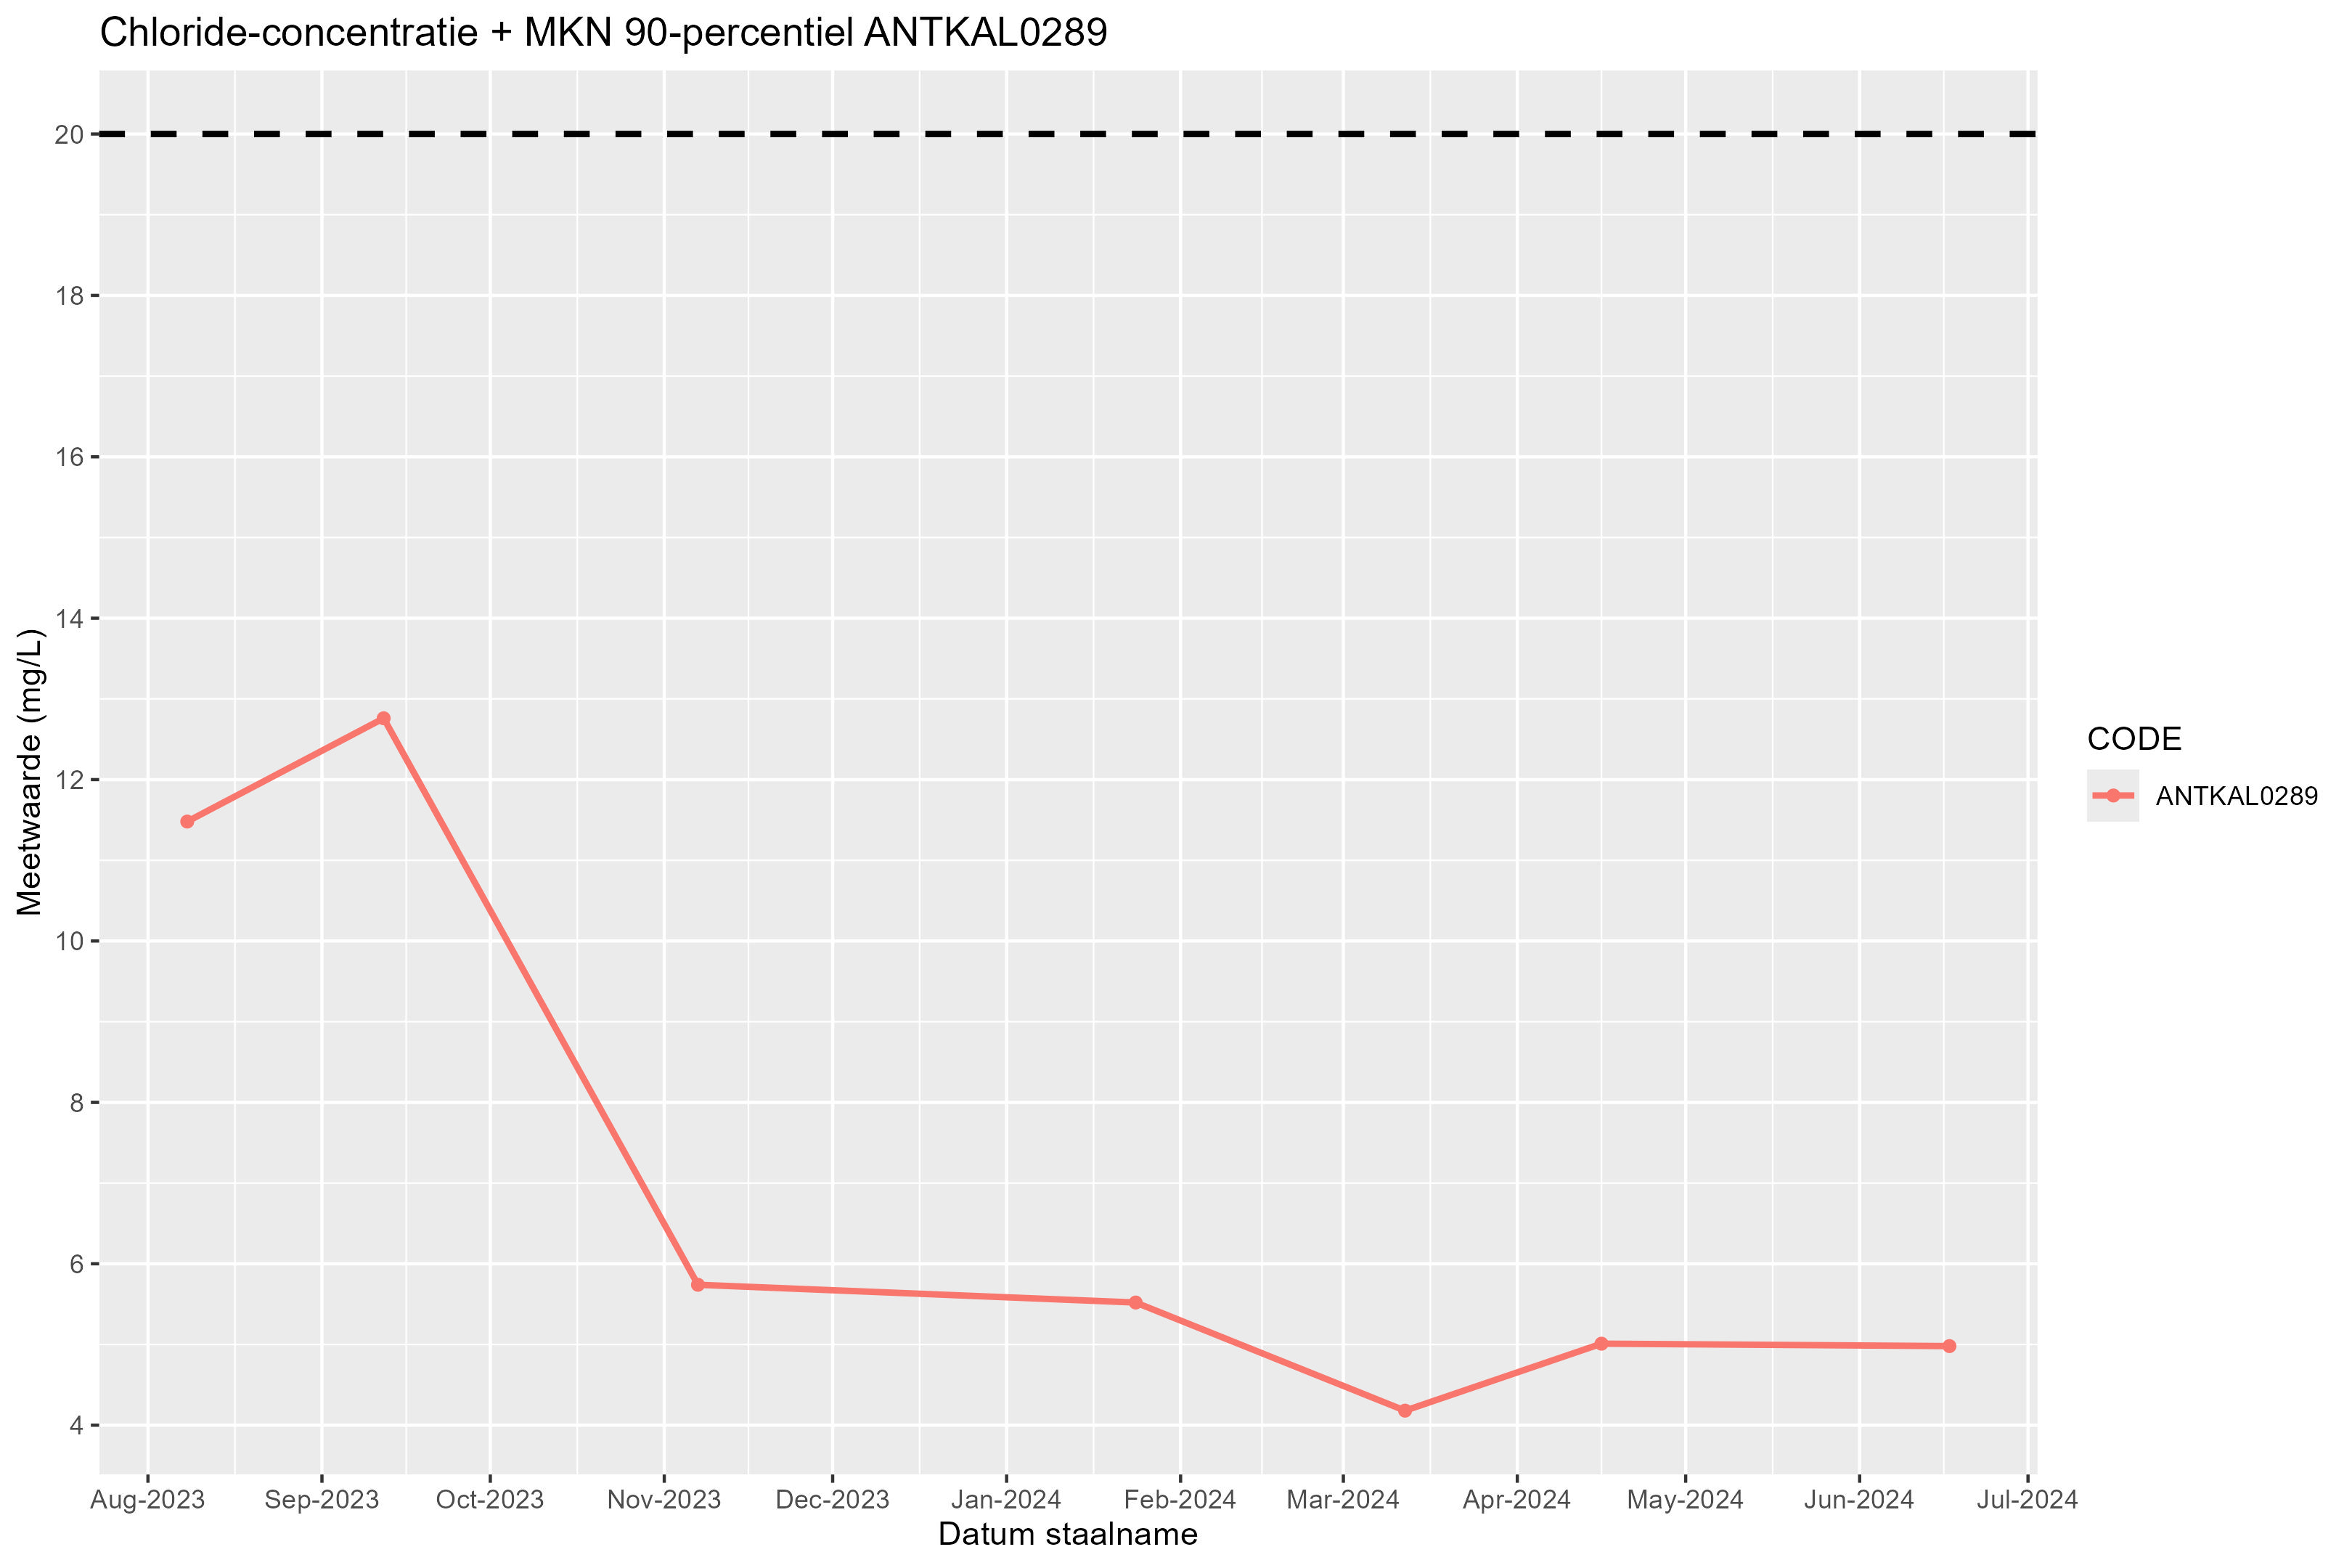 Chloride-concentratie + MKN 90-percentiel ANTKAL0289
Meetwaarde (mg/L)
20
18
16
14
12
10
8
6
4
Aug-2023 Sep-2023 Oct-2023 Nov-2023 Dec-2023 Jan-2024 Feb-2024 Mar-2024 Apr-2024 May-2024 Jun-2024 Jul-2024
Datum staalname
CODE
ANTKAL0289